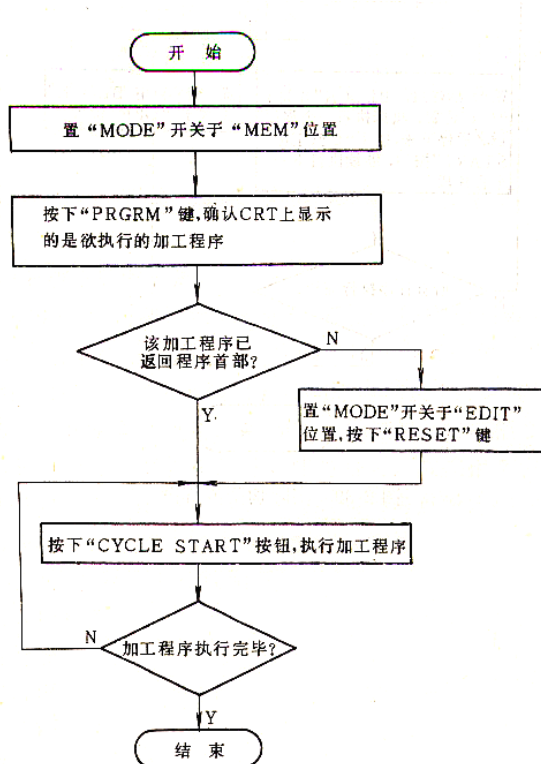 开 始
置“MODE”开关于“MEM”位置
按下“PRGRM”键,确认CRT上显示
的是欲执行的加工程序
该加工程序已
返回程序首部?
N
Y
置“MODE”开关于“EDIT”
位置,按下“RESET”键
按下“CYCLE START”按钮,执行加工程序
N
加工程序执行完毕?
Y
结 束